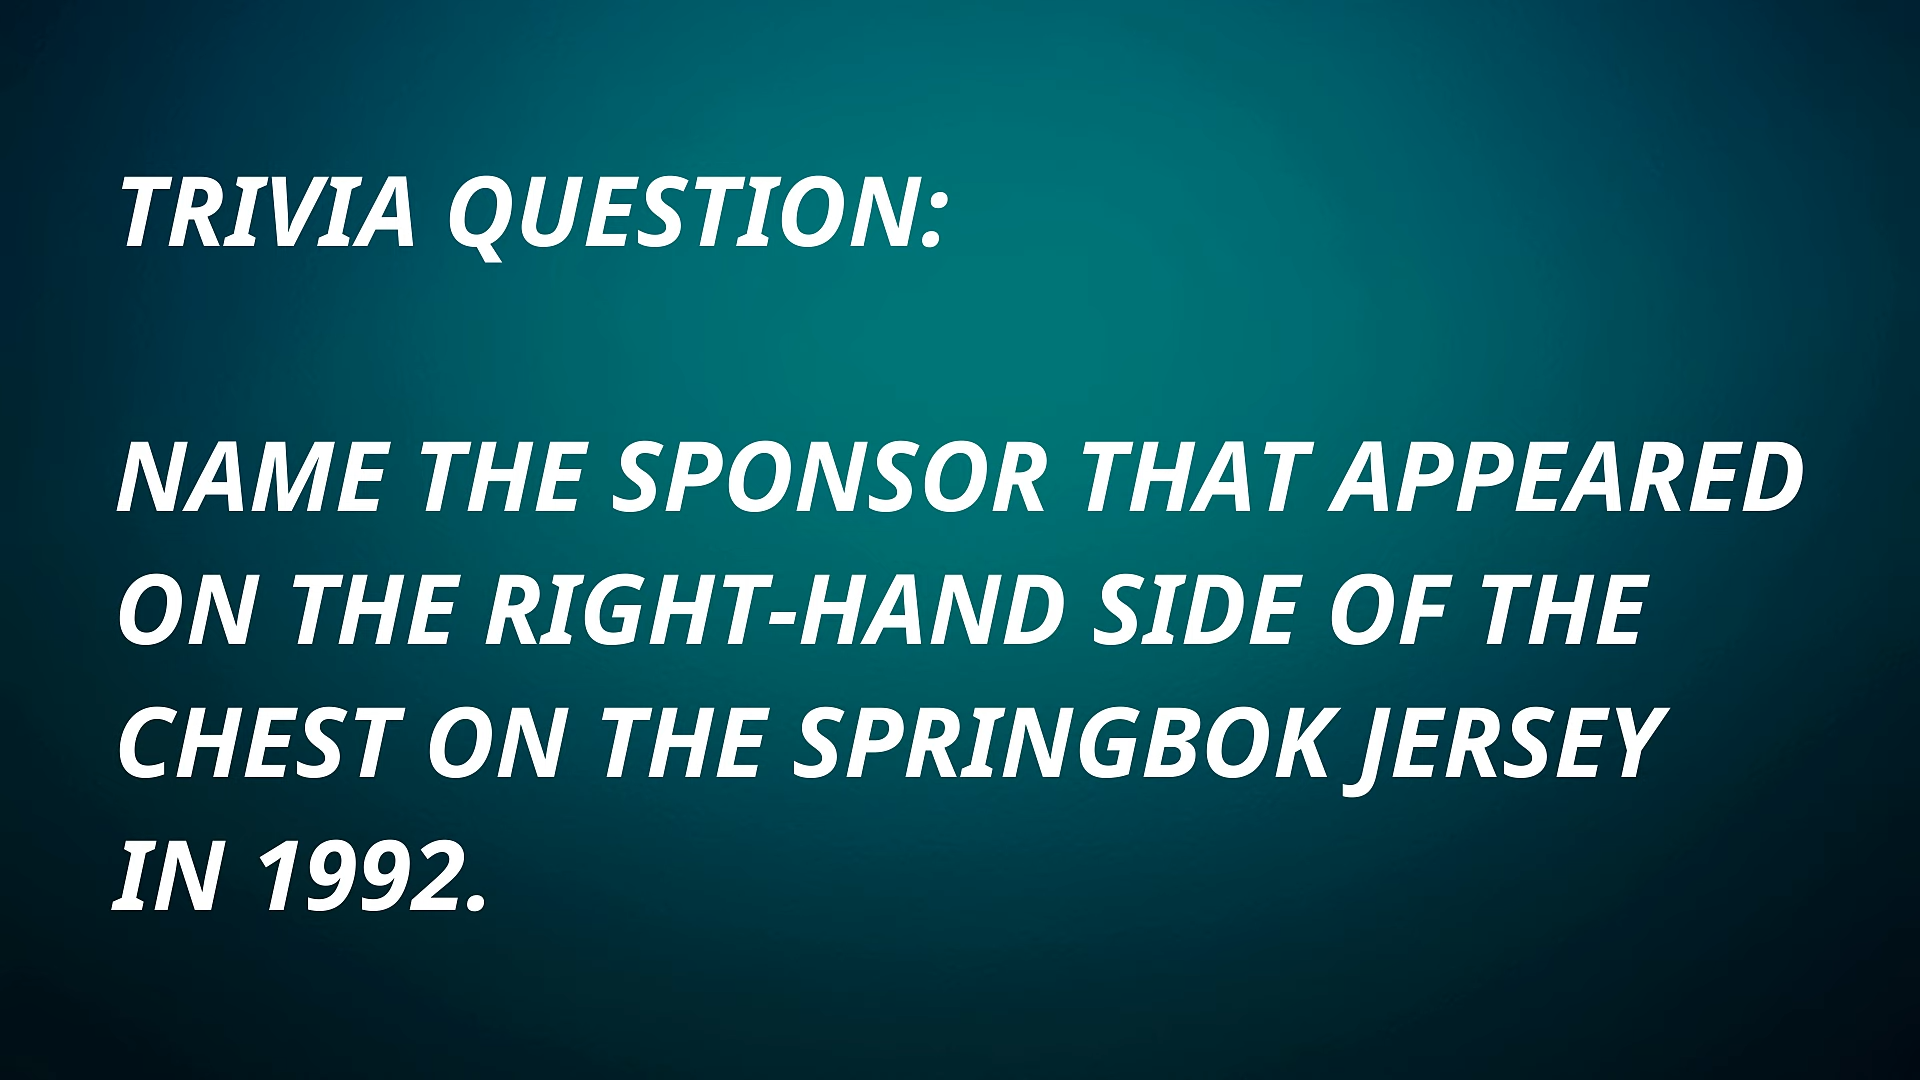 TRIVIA QUESTION:
NAME THE SPONSOR THAT APPEARED
ON THE RIGHT-HAND SIDE OF THE
CHEST ON THE SPRINGBOK JERSEY
IN 1992.